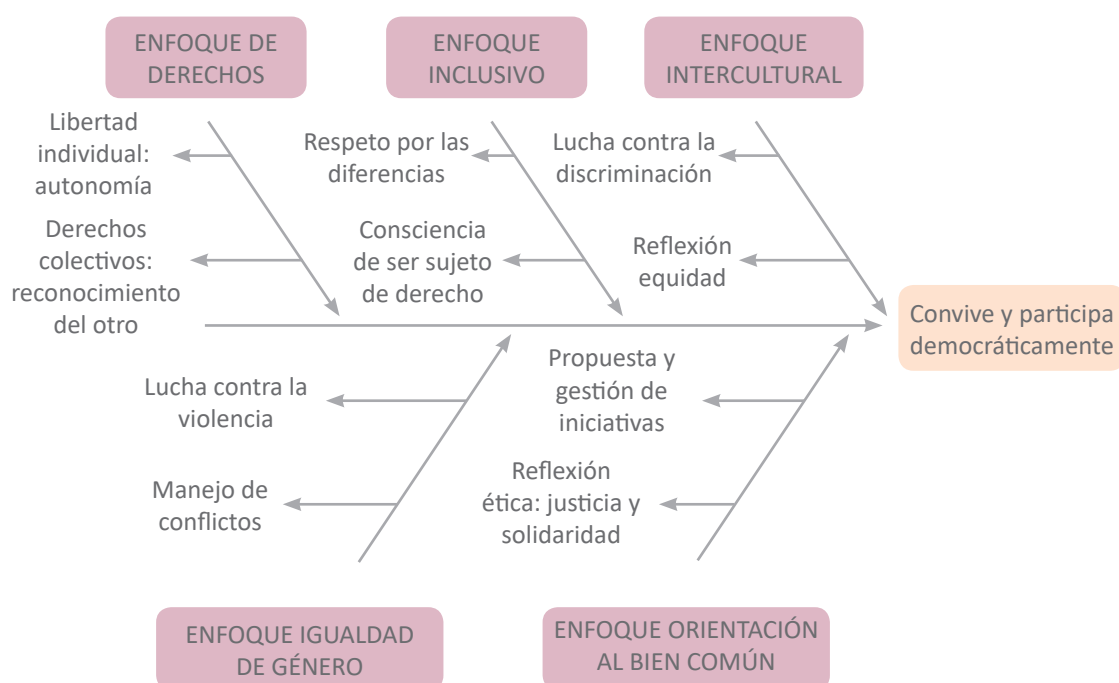 ENFOQUE DE
DERECHOS
ENFOQUE
INCLUSIVO
ENFOQUE
INTERCULTURAL
Libertad
individual:
autonomía
Respeto por las
diferencias
Lucha contra la
discriminación
Derechos
colectivos:
reconocimiento
del otro
Consciencia
de ser sujeto
de derecho
Reflexión
equidad
Convive y participa
democráticamente
Lucha contra la
violencia
Propuesta y
gestión de
iniciativas
Manejo de
conflictos
Reflexión
ética: justicia y
solidaridad
ENFOQUE IGUALDAD
DE GÉNERO
ENFOQUE ORIENTACIÓN
AL BIEN COMÚN